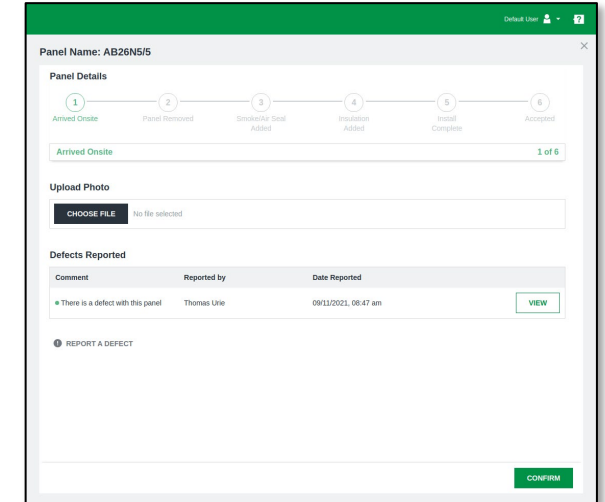 Default User
?
Panel Name: AB26N5/5
×
Panel Details
1 2 3 4 5 6
Arrived Onsite Panel Removed Smoke/Air Seal Added Insulation Added Install Complete Accepted
Arrived Onsite 1 of 6
Upload Photo
CHOOSE FILE No file selected
Defects Reported
Comment Reported by Date Reported
There is a defect with this panel Thomas Urie 09/11/2021, 08:47 am VIEW
! REPORT A DEFECT
CONFIRM